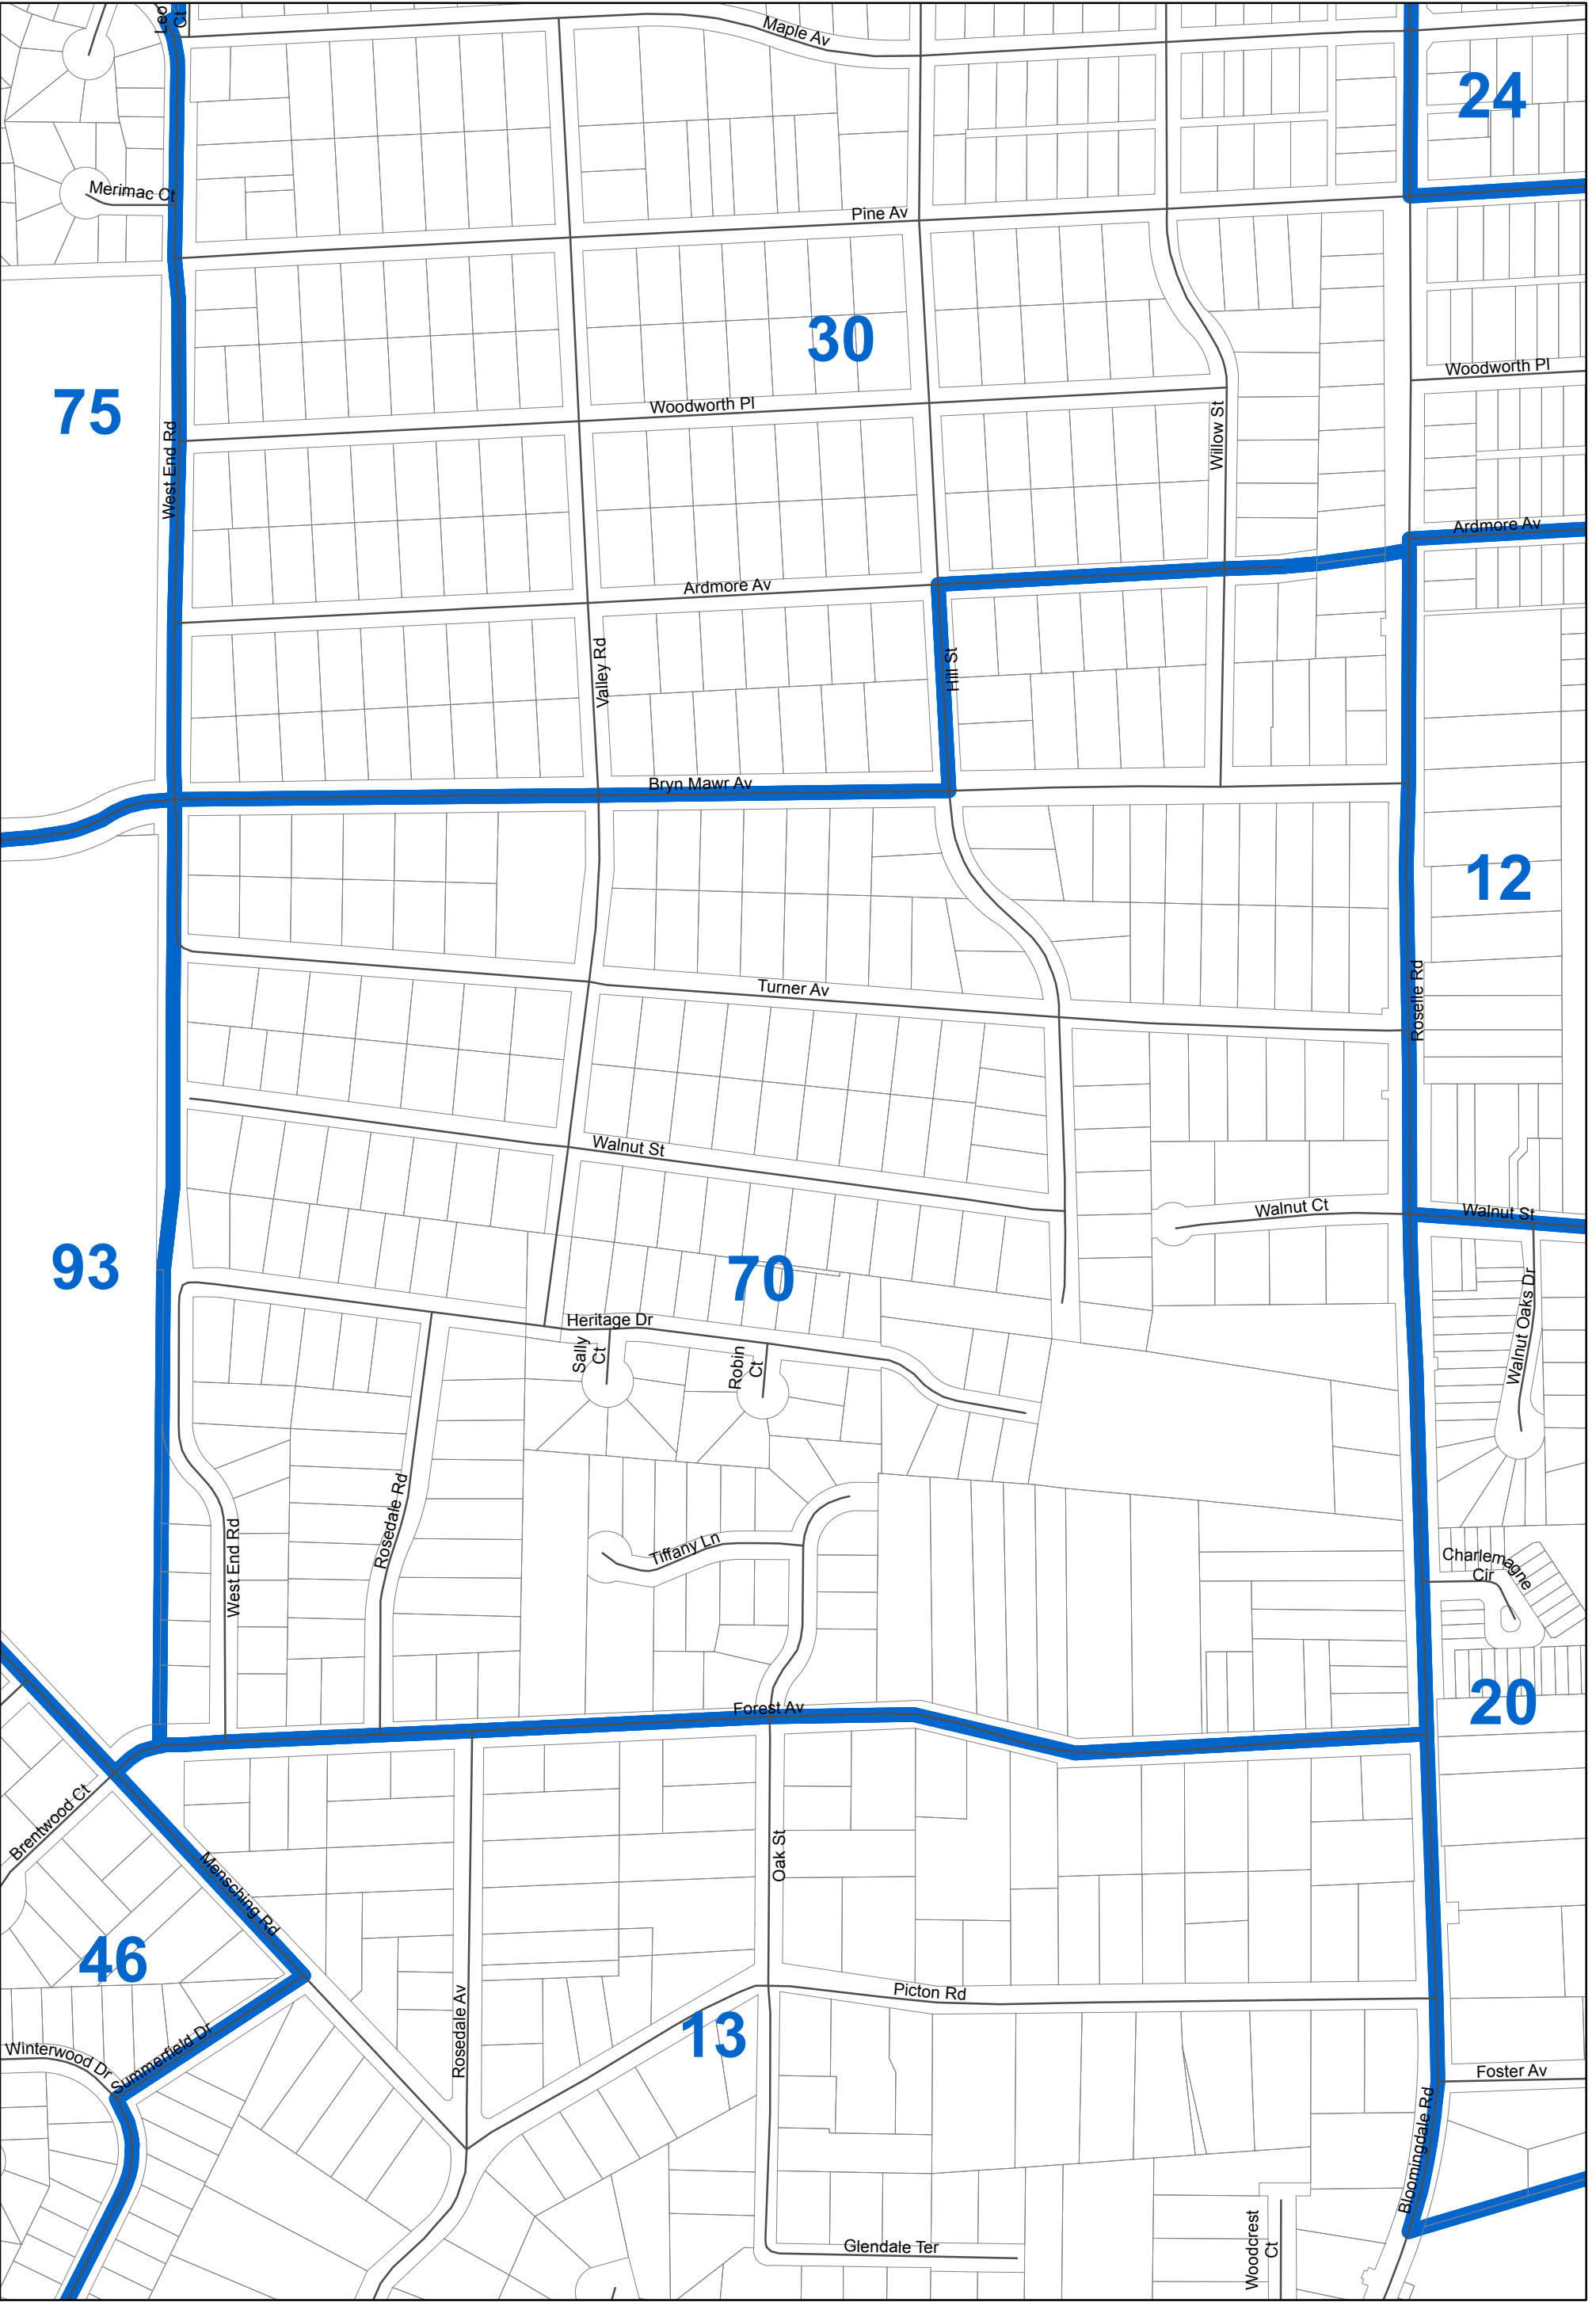 Leo
Ct
Maple Av
24
Merimac Ct
Pine Av
30
75
Woodworth Pl
Woodworth Pl
West End Rd
Willow St
Ardmore Av
Ardmore Av
Hill St
Valley Rd
Bryn Mawr Av
12
Turner Av
Roselle Rd
Walnut St
Walnut Ct
Walnut St
93
70
Heritage Dr
Sally
Ct
Robin
Ct
Walnut Oaks Dr
Rosedale Rd
West End Rd
Tiffany Ln
Charlemagne
Cir
20
Forest Av
Brentwood Ct
Oak St
Mensching Rd
46
Picton Rd
Rosedale Av
13
Winterwood Dr
Summerfield Dr
Foster Av
Bloomingdale Rd
Glendale Ter
Woodcrest
Ct